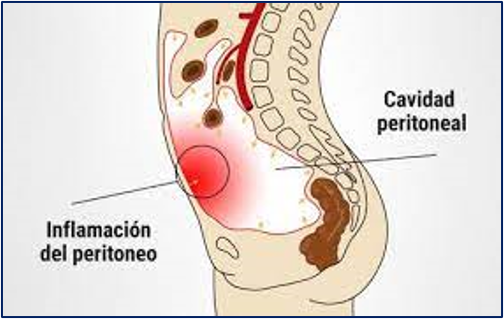 Cavidad
peritoneal
Inflamación
del peritoneo